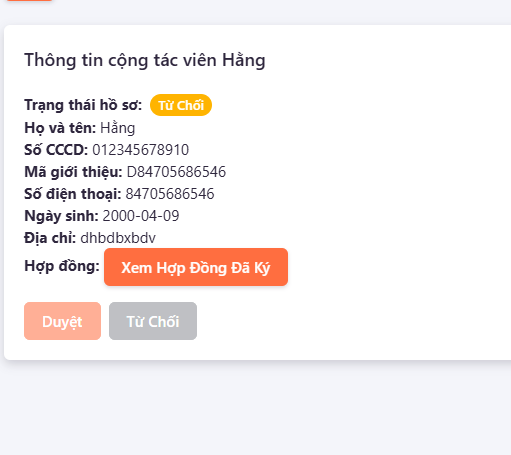 Thông tin cộng tác viên Hằng
Trạng thái hồ sơ: Từ Chối
Họ và tên: Hằng
Số CCCD: 012345678910
Mã giới thiệu: D84705686546
Số điện thoại: 84705686546
Ngày sinh: 2000-04-09
Địa chỉ: dhbdbxbdv
Hợp đồng: Xem Hợp Đồng Đã Ký
Duyệt Từ Chối